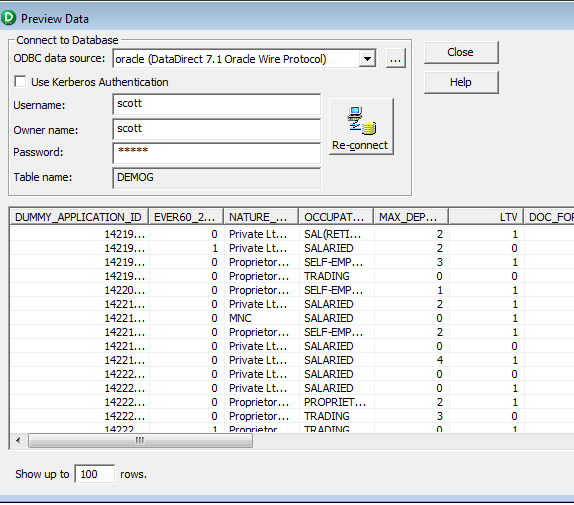 Preview Data
Connect to Database
ODBC data source: oracle (DataDirect 7.1 Oracle Wire Protocol) ... Close
Use Kerberos Authentication Help
Username: scott
Owner name: scott
Password: *****
Re-connect
Table name: DEMOG
DUMMY_APPLICATION_ID EVER60_2... NATURE_... OCCUPAT... MAX_DEP... LTV DOC_FOR
14219... 0 Private Lt... SAL(RETI... 2 1
14219... 1 Private Lt... SALARIED 2 0
14219... 0 Proprietor... SELF-EMP... 3 1
14219... 0 Proprietor... TRADING 0 0
14220... 0 Proprietor... SELF-EMP... 1 1
14221... 0 Private Lt... SALARIED 2 1
14221... 0 MNC SALARIED 0 1
14221... 0 Proprietor... SELF-EMP... 2 1
14221... 0 Private Lt... SALARIED 0 0
14221... 0 Private Lt... SALARIED 4 1
14222... 0 Private Lt... SALARIED 0 0
14222... 0 Private Lt... SALARIED 0 1
14222... 0 Proprietor... PROPRIET... 2 1
14222... 0 Proprietor... TRADING 3 0
14222 1 Proprietor TRADING 0 1
Show up to 100 rows.